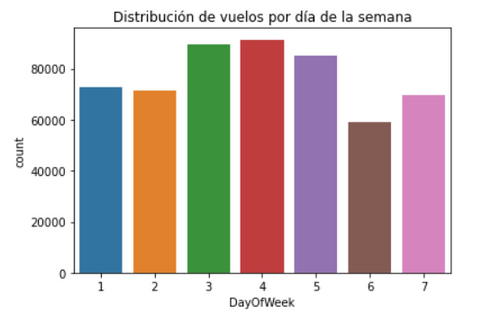 Distribución de vuelos por día de la semana
80000
60000
40000
20000
0
count
1 2 3 4 5 6 7
DayOfWeek